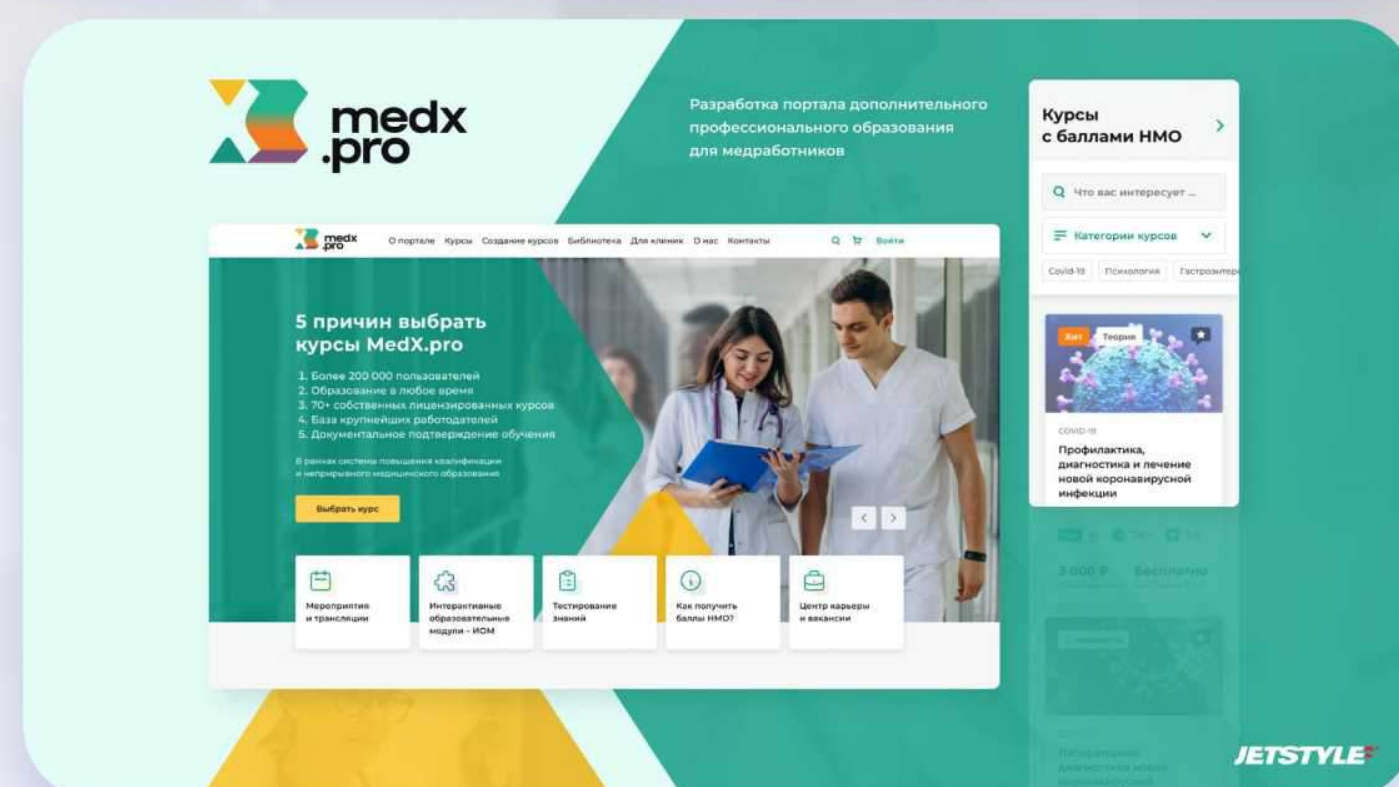 medx
.pro
Разработка портала дополнительного
профессионального образования
для медработников
medx
.pro
О портале Курсы Создание курсов Библиотека Для клиник О нас Контакты
Войти
5 причин выбрать
курсы MedX.pro
1. Более 200 000 пользователей
2. Образование в любое время
3. 70+ собственных лицензированных курсов
4. База крупнейших работодателей
5. Документальное подтверждение обучения
В рамках системы повышения квалификации
и непрерывного медицинского образования
Выбрать курс
Мероприятия
и трансляции
Интерактивные
образовательные
модули – ИОМ
Тестирование
знаний
Как получить
баллы НМО?
Центр карьеры
и вакансии
Курсы
с баллами НМО
Что вас интересует ...
Категории курсов
Covid-19 Психология
Хит Теория
COVID-19
Профилактика,
диагностика и лечение
новой коронавирусной
инфекции
3 000 ₽ Бесплатно
JETSTYLE